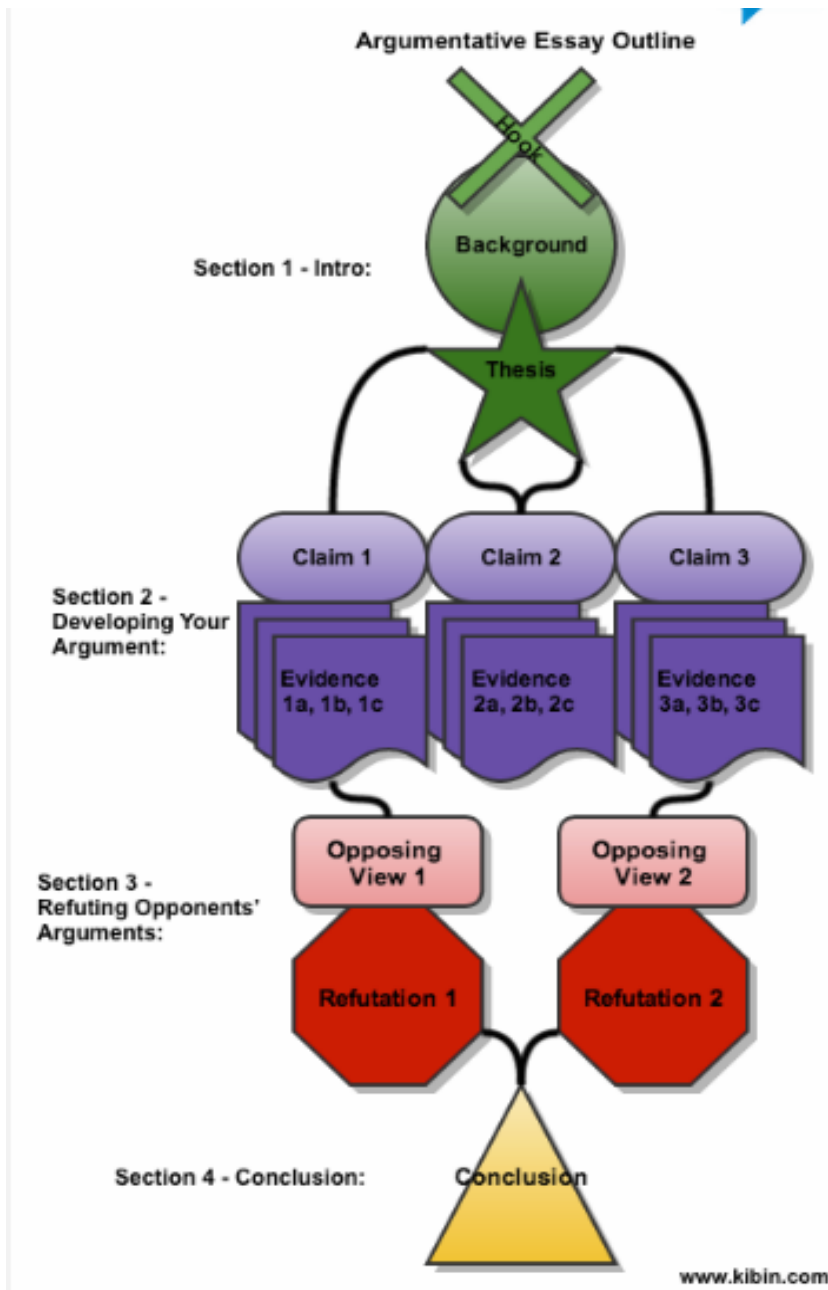 Argumentative Essay Outline
Hook
Background
Section 1 - Intro:
Thesis
Claim 1
Claim 2
Claim 3
Section 2 -
Developing Your
Argument:
Evidence
1a, 1b, 1c
Evidence
2a, 2b, 2c
Evidence
3a, 3b, 3c
Opposing
View 1
Opposing
View 2
Section 3 -
Refuting Opponents'
Arguments:
Refutation 1
Refutation 2
Section 4 - Conclusion:
Conclusion
www.kibin.com